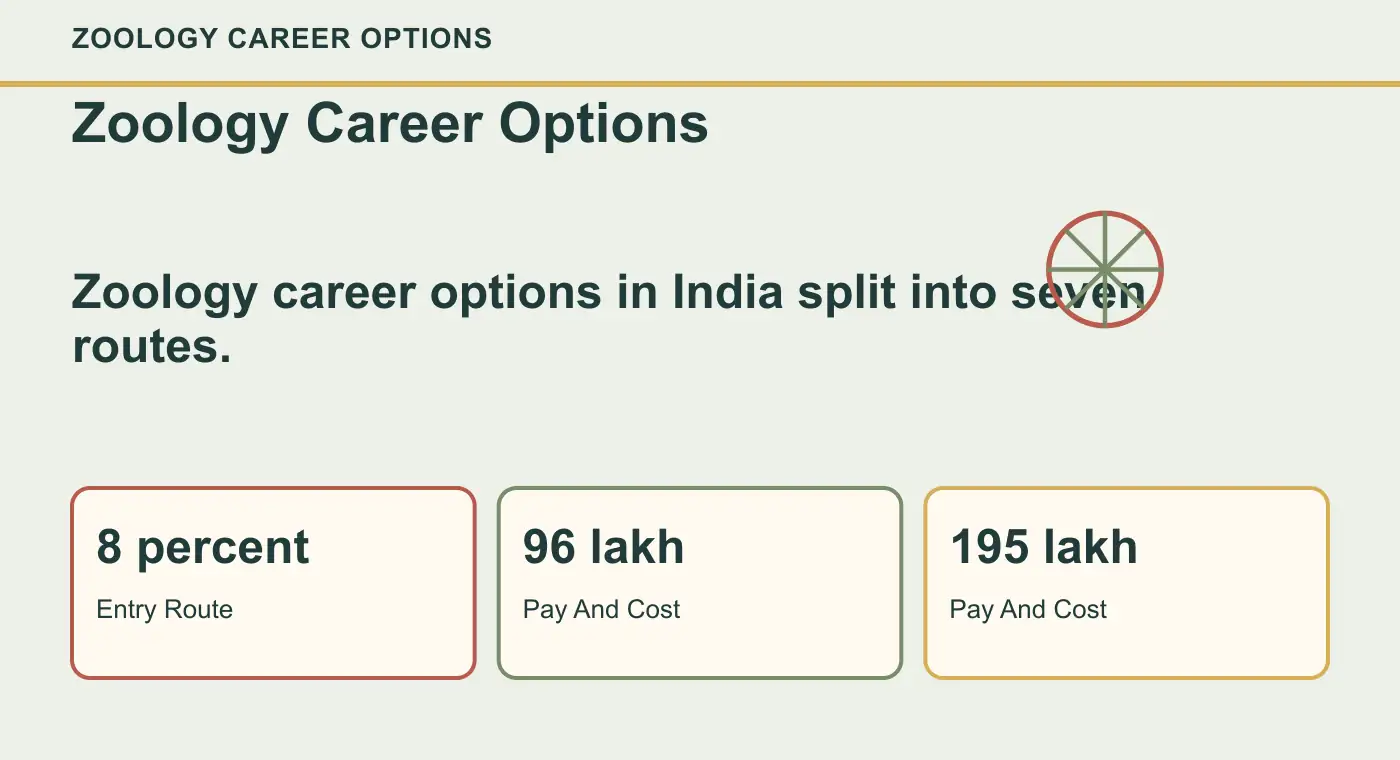 ZOOLOGY CAREER OPTIONS
Zoology Career Options
Zoology career options in India split into seven
routes.
8 percent
Entry Route
96 lakh
Pay And Cost
195 lakh
Pay And Cost